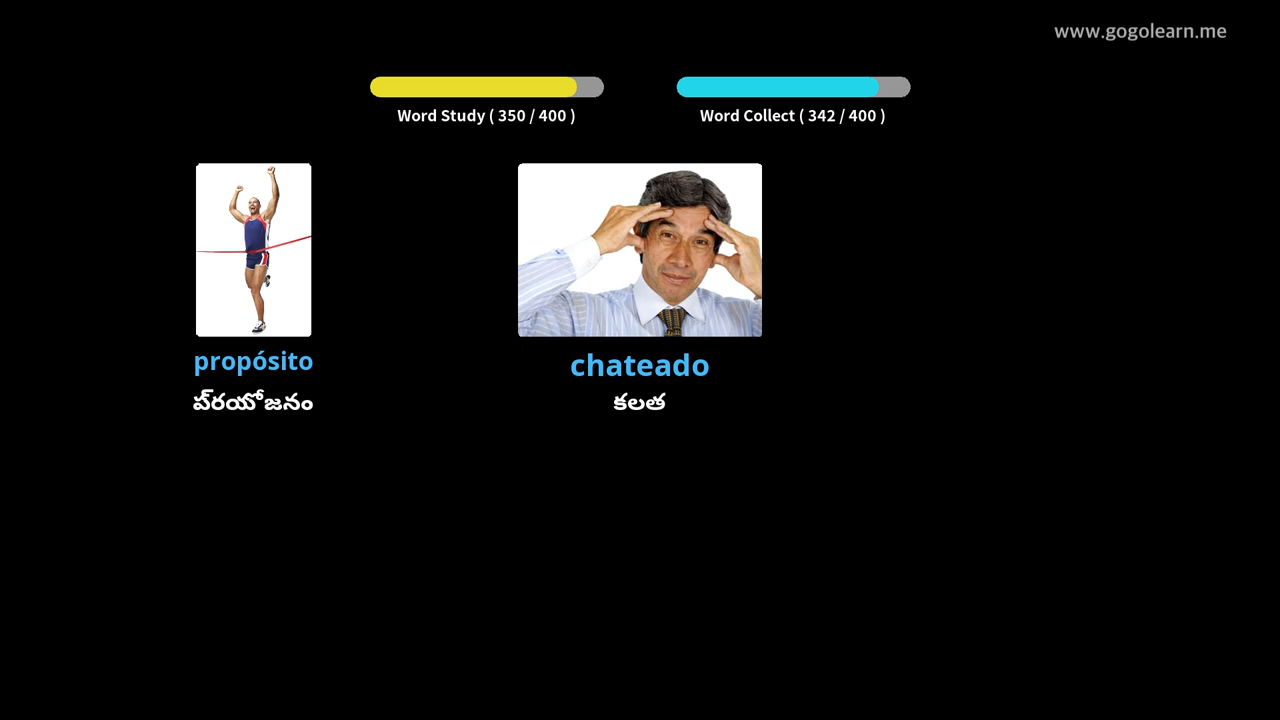 www.gogolearn.me
Word Study ( 350 / 400 )
Word Collect ( 342 / 400 )
propósito
chateado
ప్రయోజనం
కలత